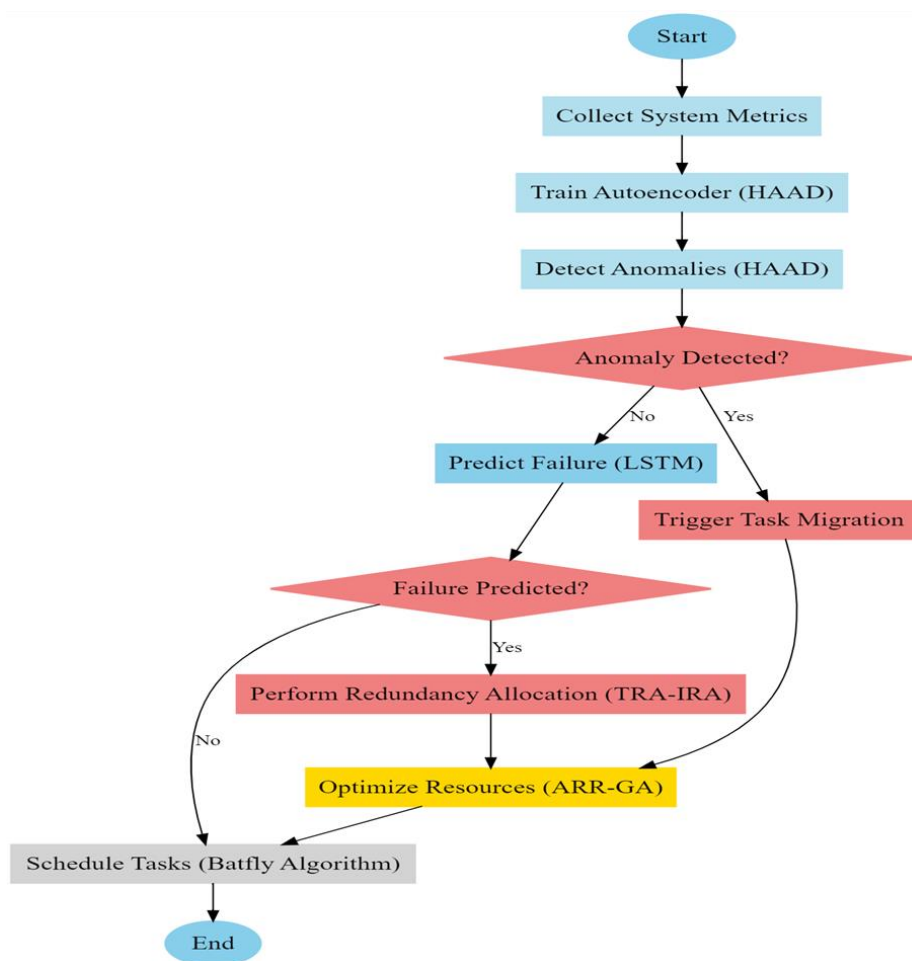 Start
Collect System Metrics
Train Autoencoder (HAAD)
Detect Anomalies (HAAD)
Anomaly Detected?
No
Yes
Predict Failure (LSTM)
Trigger Task Migration
Failure Predicted?
Yes
Perform Redundancy Allocation (TRA-IRA)
No
Optimize Resources (ARR-GA)
Schedule Tasks (Batfly Algorithm)
End